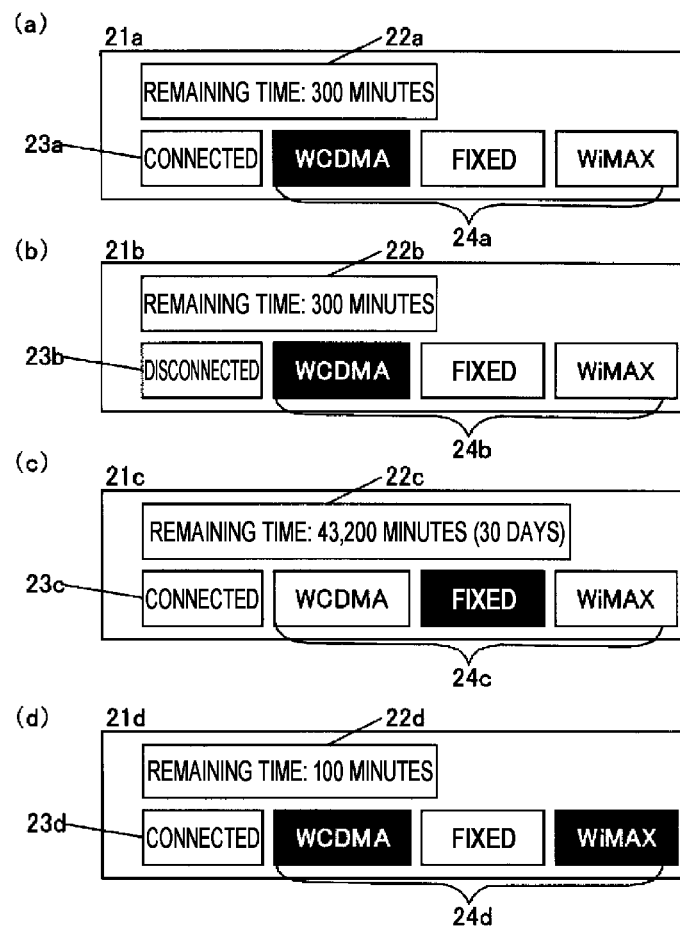 (a)
21a 22a
REMAINING TIME: 300 MINUTES
23a CONNECTED WCDMA FIXED WiMAX
24a
(b)
21b 22b
REMAINING TIME: 300 MINUTES
23b DISCONNECTED WCDMA FIXED WiMAX
24b
(c)
21c 22c
REMAINING TIME: 43,200 MINUTES (30 DAYS)
23c CONNECTED WCDMA FIXED WiMAX
24c
(d)
21d 22d
REMAINING TIME: 100 MINUTES
23d CONNECTED WCDMA FIXED WiMAX
24d